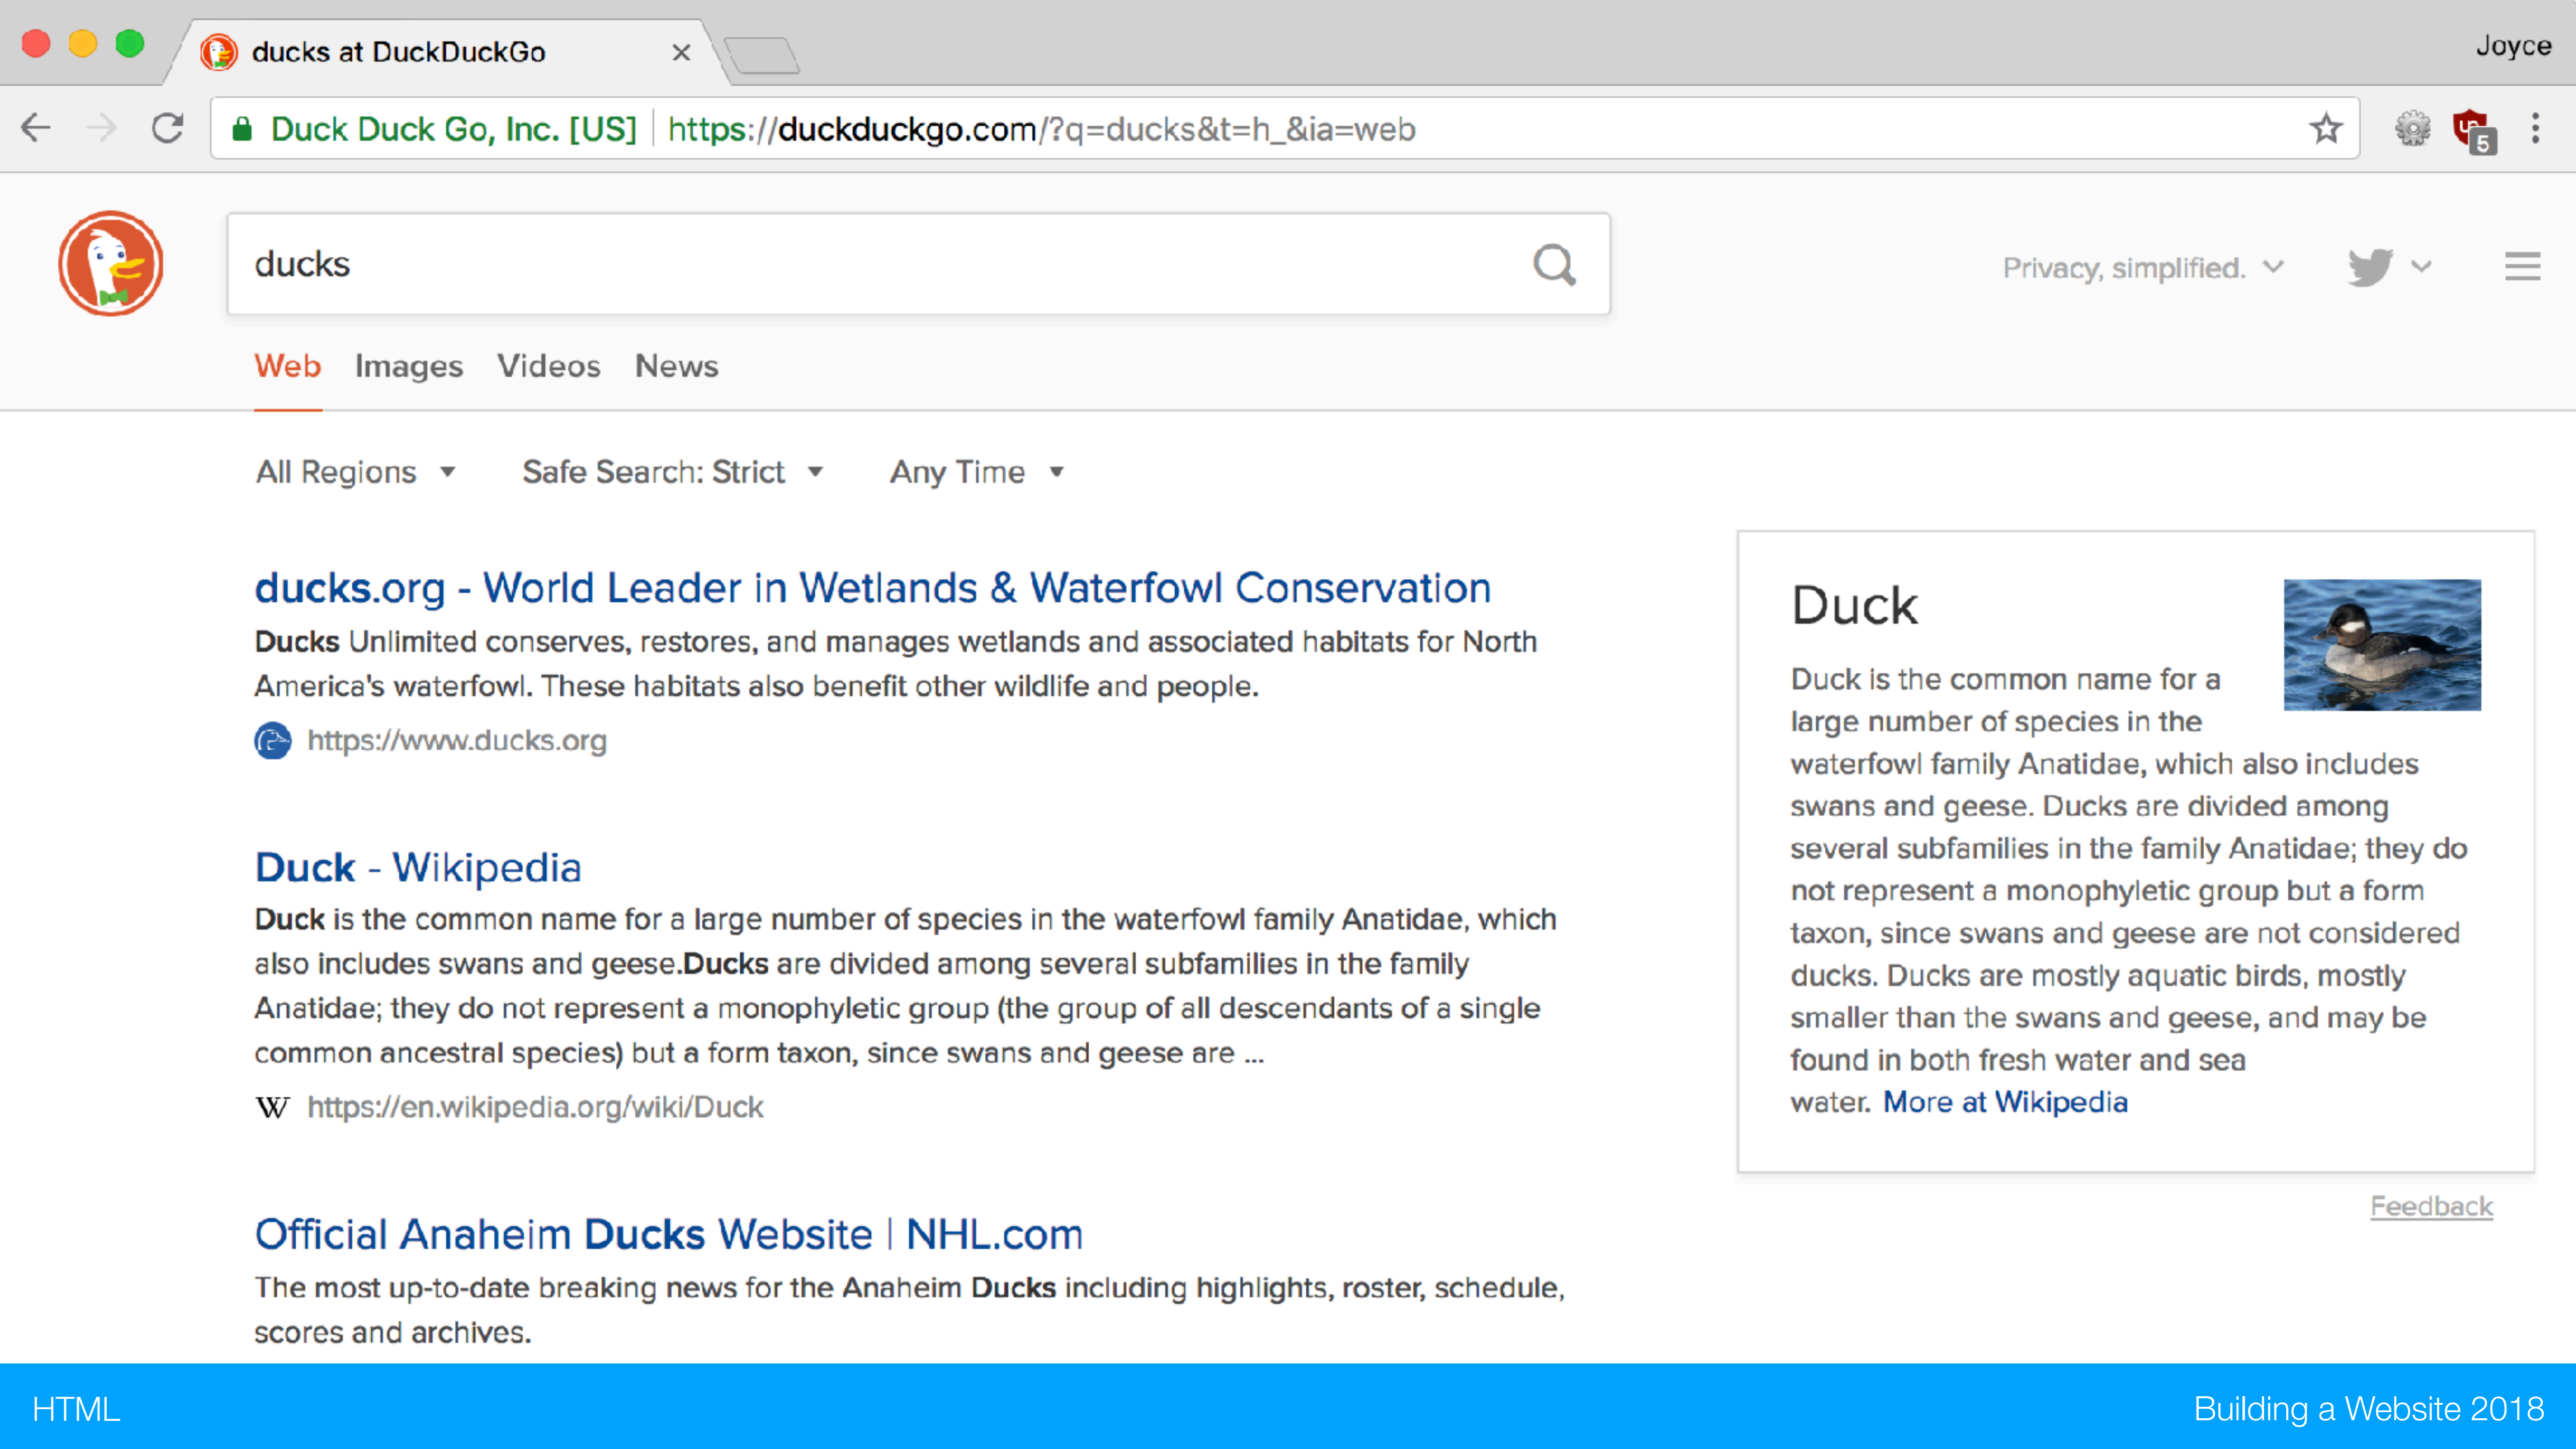 ducks at DuckDuckGo
Joyce
Duck Duck Go, Inc. [US] https://duckduckgo.com/?q=ducks&t=h_&ia=web
5
ducks
Privacy, simplified.
Web Images Videos News
All Regions Safe Search: Strict Any Time
ducks.org - World Leader in Wetlands & Waterfowl Conservation
Ducks Unlimited conserves, restores, and manages wetlands and associated habitats for North
America's waterfowl. These habitats also benefit other wildlife and people.
https://www.ducks.org
Duck - Wikipedia
Duck is the common name for a large number of species in the waterfowl family Anatidae, which
also includes swans and geese.Ducks are divided among several subfamilies in the family
Anatidae; they do not represent a monophyletic group (the group of all descendants of a single
common ancestral species) but a form taxon, since swans and geese are ...
W https://en.wikipedia.org/wiki/Duck
Official Anaheim Ducks Website | NHL.com
The most up-to-date breaking news for the Anaheim Ducks including highlights, roster, schedule,
scores and archives.
Duck
Duck is the common name for a
large number of species in the
waterfowl family Anatidae, which also includes
swans and geese. Ducks are divided among
several subfamilies in the family Anatidae; they do
not represent a monophyletic group but a form
taxon, since swans and geese are not considered
ducks. Ducks are mostly aquatic birds, mostly
smaller than the swans and geese, and may be
found in both fresh water and sea
water. More at Wikipedia
Feedback
HTML
Building a Website 2018